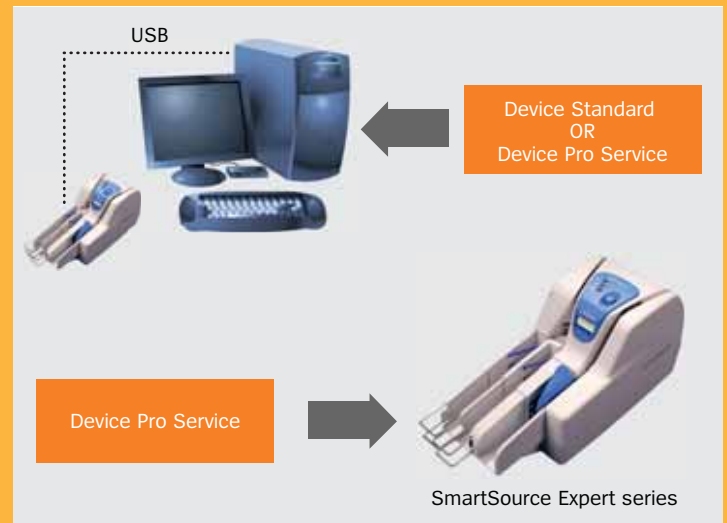 USB
Device Standard
OR
Device Pro Service
Device Pro Service
SmartSource Expert series